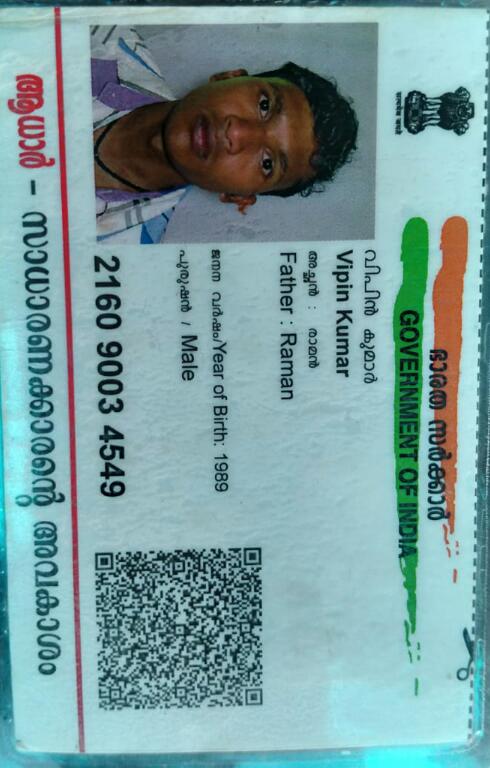 ഭാരത സർക്കാർ
GOVERNMENT OF INDIA
വിപിൻ കുമാർ
Vipin Kumar
അച്ഛൻ : രാമൻ
Father : Raman
ജനന വർഷം/Year of Birth: 1989
പുരുഷൻ / Male
2160 9003 4549
ആധാർ – സാധാരണക്കാരന്റെ അവകാശം